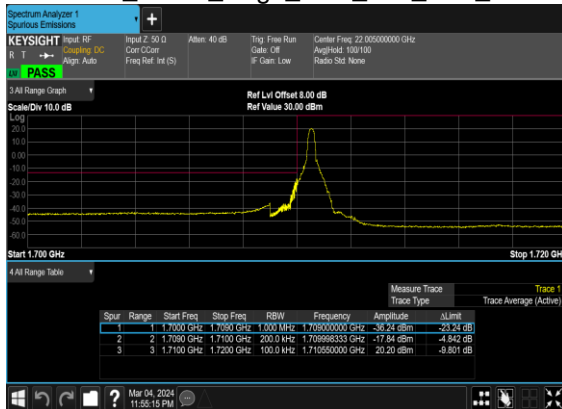 Spectrum Analyzer 1
Spurious Emissions
+
KEYSIGHT Input: RF Input Z: 50 Ω Atten: 40 dB Trig: Free Run Center Freq: 22.005000000 GHz
R T Coupling: DC Corr CCorr Gate: Off Avg|Hold: 100/100
Align: Auto Freq Ref: Int (S) IF Gain: Low Radio Std: None
PASS
3 All Range Graph
Ref Lvl Offset 8.00 dB
Scale/Div 10.0 dB Ref Value 30.00 dBm
Log
20.0
10.0
0.00
-10.0
-20.0
-30.0
-40.0
-50.0
-60.0
Start 1.700 GHz Stop 1.720 GH
4 All Range Table
Measure Trace Trace 1
Trace Type Trace Average (Active)
Spur Range Start Freq Stop Freq RBW Frequency Amplitude ΔLimit
1 1 1.7000 GHz 1.7090 GHz 1.000 MHz 1.709000000 GHz -36.24 dBm -23.24 dB
2 2 1.7090 GHz 1.7100 GHz 200.0 kHz 1.709998333 GHz -17.84 dBm -4.842 dB
3 3 1.7100 GHz 1.7200 GHz 100.0 kHz 1.710550000 GHz 20.20 dBm -9.801 dB
? Mar 04, 2024
11:55:15 PM